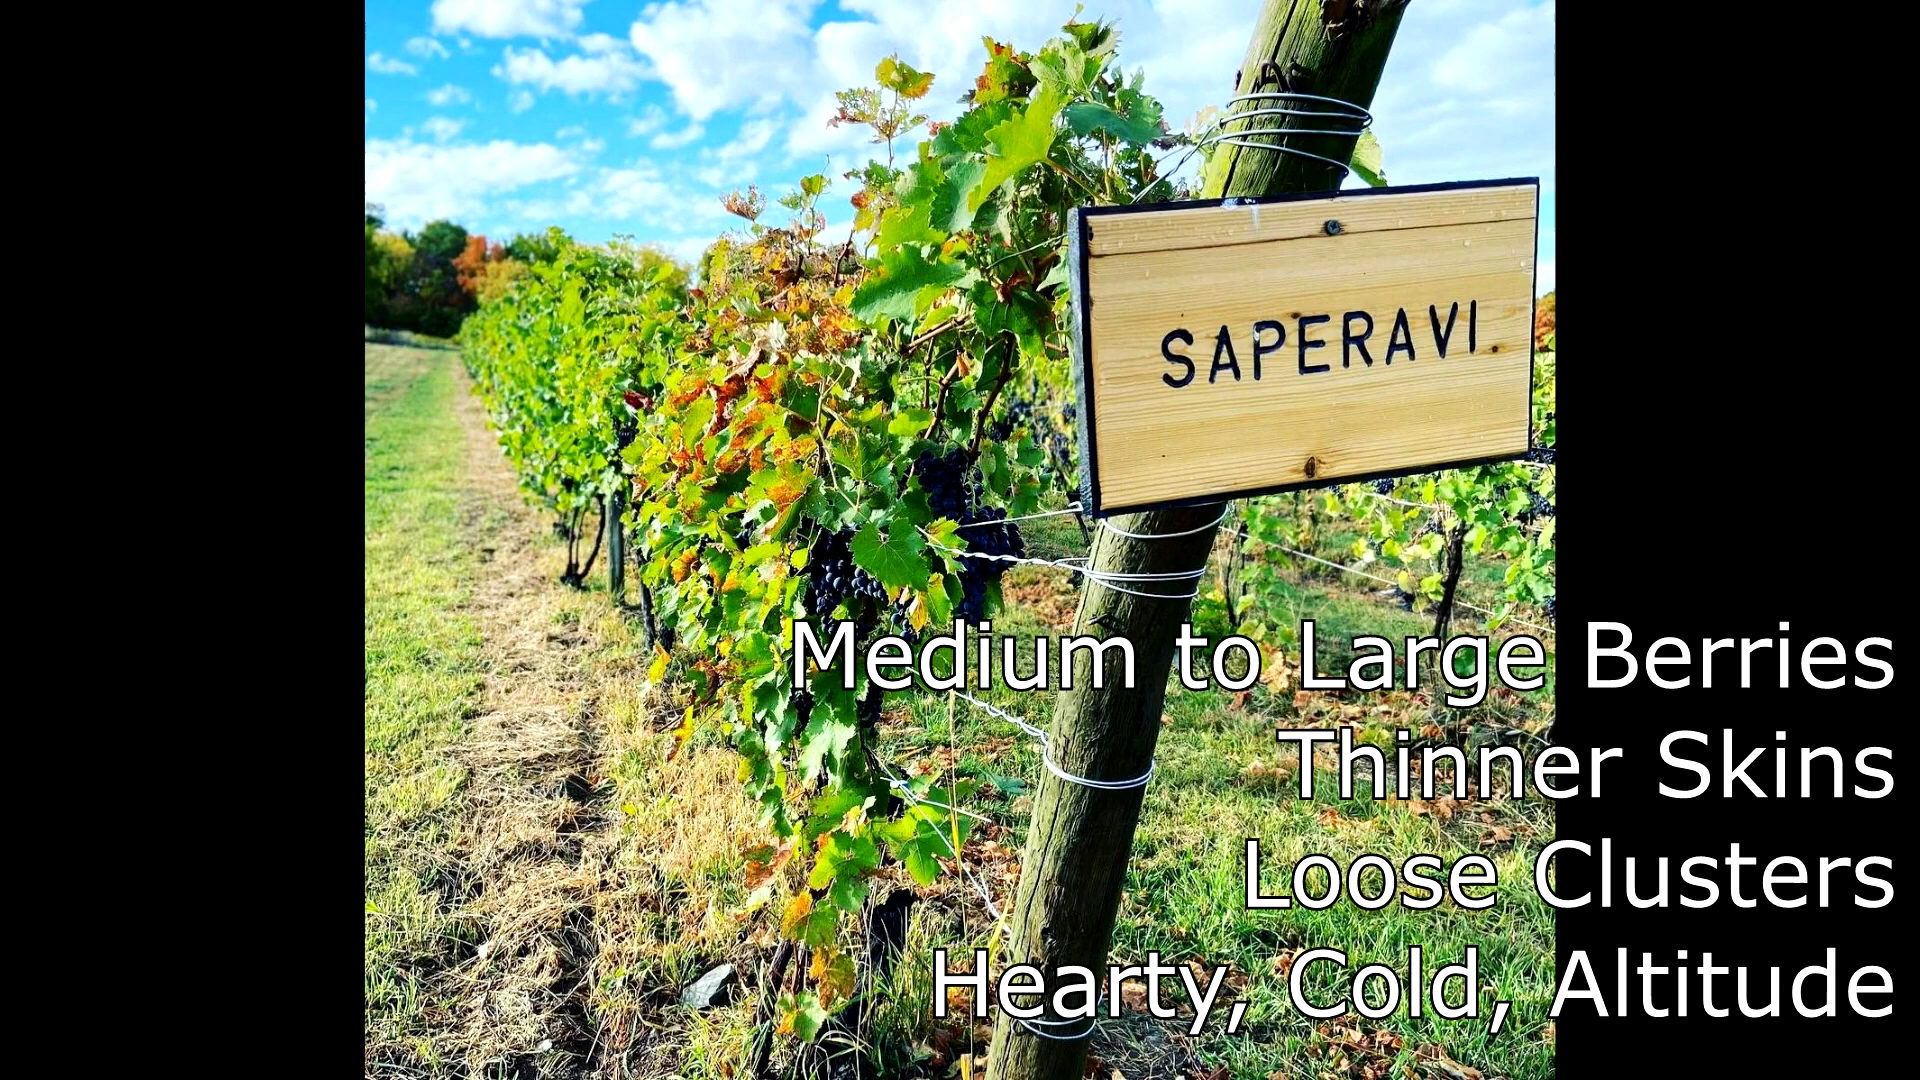 SAPERAVI
Medium to Large Berries
Thinner Skins
Loose Clusters
Hearty, Cold, Altitude